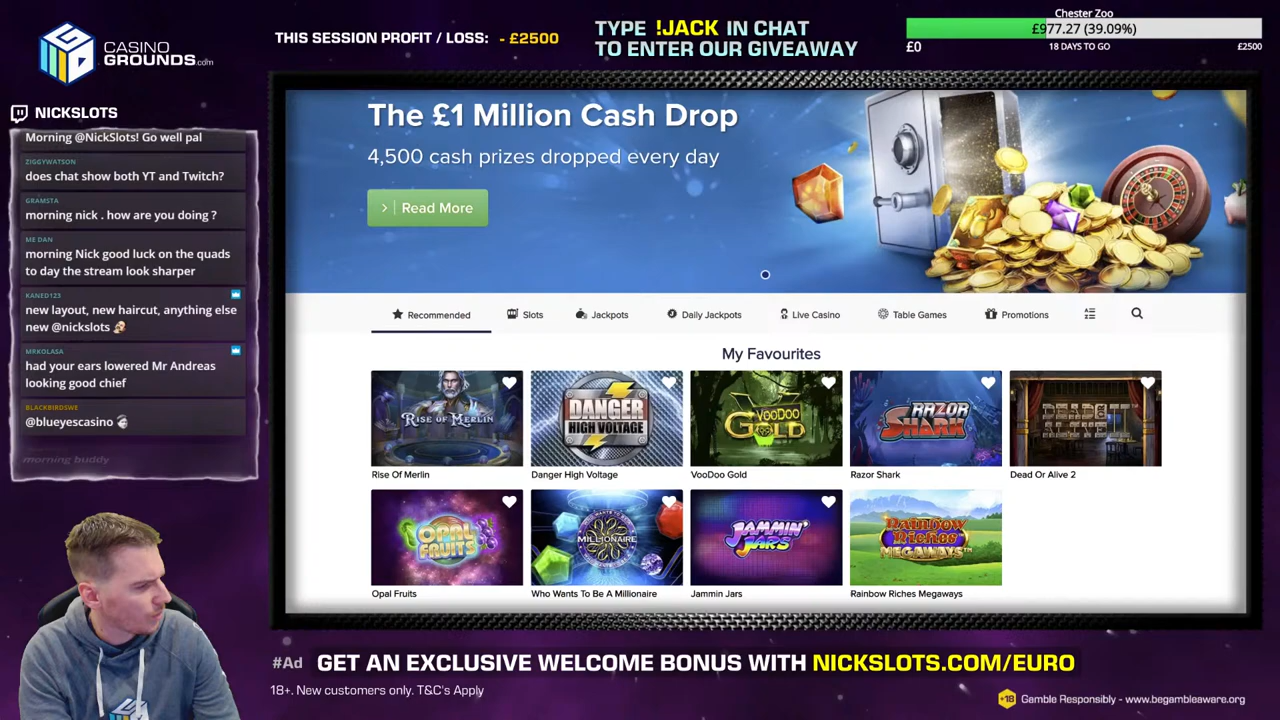 CASINO
GROUNDS.com
THIS SESSION PROFIT / LOSS: - £2500
TYPE !JACK IN CHAT
TO ENTER OUR GIVEAWAY
Chester Zoo
£977.27 (39.09%)
£0
18 DAYS TO GO
£2500
NICKSLOTS
Morning @NickSlots! Go well pal
ZIGGYWATSON
does chat show both YT and Twitch?
GRAMSTA
morning nick . how are you doing ?
ME DAN
morning Nick good luck on the quads
to day the stream look sharper
KANED123
new layout, new haircut, anything else
new @nickslots
MRKOLASA
had your ears lowered Mr Andreas
looking good chief
BLACKBIRDSWE
@blueyescasino
morning buddy
The £1 Million Cash Drop
4,500 cash prizes dropped every day
> | Read More
Recommended
Slots
Jackpots
Daily Jackpots
Live Casino
Table Games
Promotions
My Favourites
RISE OF MERLIN
DANGER
HIGH VOLTAGE
VOODOO
GOLD
RAZOR
SHARK
DEAD OR
ALIVE 2
Rise Of Merlin
Danger High Voltage
VooDoo Gold
Razor Shark
Dead Or Alive 2
OPAL
FRUITS
MILLIONAIRE
JAMMIN'
JARS
RAINBOW
RICHES
MEGAWAYS™
Opal Fruits
Who Wants To Be A Millionaire
Jammin Jars
Rainbow Riches Megaways
#Ad GET AN EXCLUSIVE WELCOME BONUS WITH NICKSLOTS.COM/EURO
18+. New customers only. T&C's Apply
+18 Gamble Responsibly - www.begambleaware.org